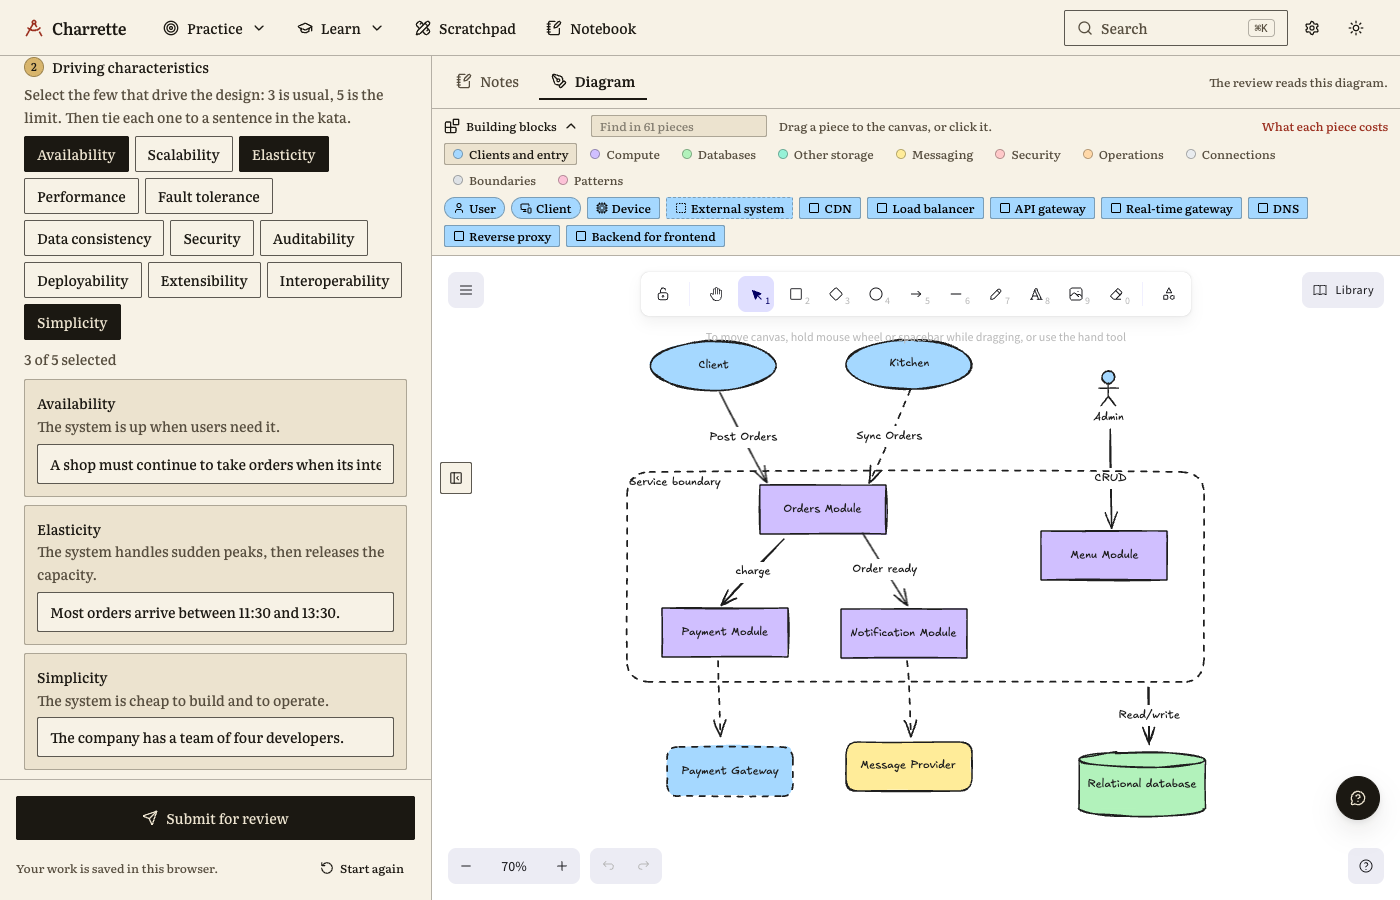 Charrette
Practice
Learn
Scratchpad
Notebook
Search
⌘K
2 Driving characteristics
Select the few that drive the design: 3 is usual, 5 is the
limit. Then tie each one to a sentence in the kata.
Availability
Scalability
Elasticity
Performance
Fault tolerance
Data consistency
Security
Auditability
Deployability
Extensibility
Interoperability
Simplicity
3 of 5 selected
Availability
The system is up when users need it.
A shop must continue to take orders when its inte
Elasticity
The system handles sudden peaks, then releases the
capacity.
Most orders arrive between 11:30 and 13:30.
Simplicity
The system is cheap to build and to operate.
The company has a team of four developers.
Submit for review
Your work is saved in this browser.
Start again
Notes
Diagram
The review reads this diagram.
Building blocks
Find in 61 pieces
Drag a piece to the canvas, or click it.
What each piece costs
Clients and entry
Compute
Databases
Other storage
Messaging
Security
Operations
Connections
Boundaries
Patterns
User
Client
Device
External system
CDN
Load balancer
API gateway
Real-time gateway
DNS
Reverse proxy
Backend for frontend
1
2
3
4
5
6
7
8
9
0
Library
To move canvas, hold mouse wheel or spacebar while dragging, or use the hand tool
Client
Kitchen
Admin
Post Orders
Sync Orders
CRUD
Service boundary
Orders Module
Menu Module
charge
Order ready
Payment Module
Notification Module
Read/write
Payment Gateway
Message Provider
Relational database
70%